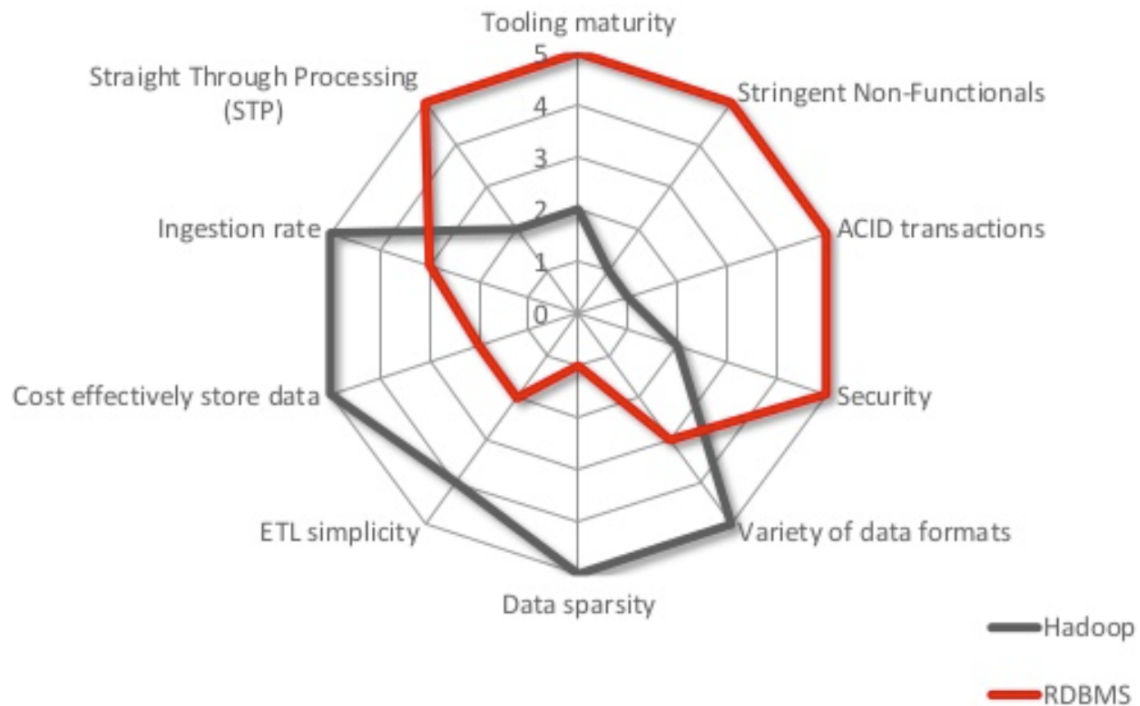 Tooling maturity
5
Straight Through Processing
(STP)
Stringent Non-Functionals
4
3
2
Ingestion rate
ACID transactions
1
0
Cost effectively store data
Security
ETL simplicity
Variety of data formats
Data sparsity
Hadoop
RDBMS